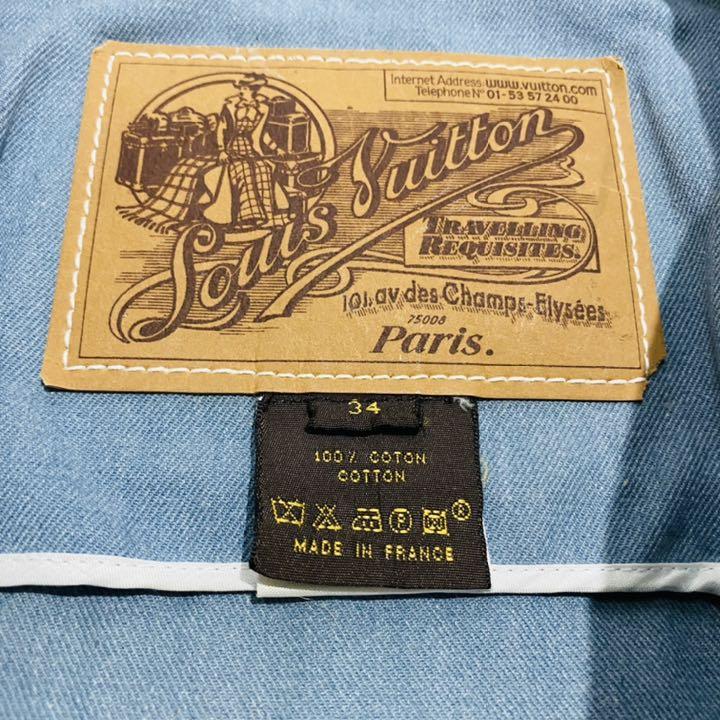 Internet Address: www.vuitton.com
Telephone N° 01-53 57 24 00
Louis Vuitton
TRAVELLING
REQUISITES.
101, av des Champs-Elysées
75008
Paris.
34
100% COTON
COTTON
P ®
MADE IN FRANCE